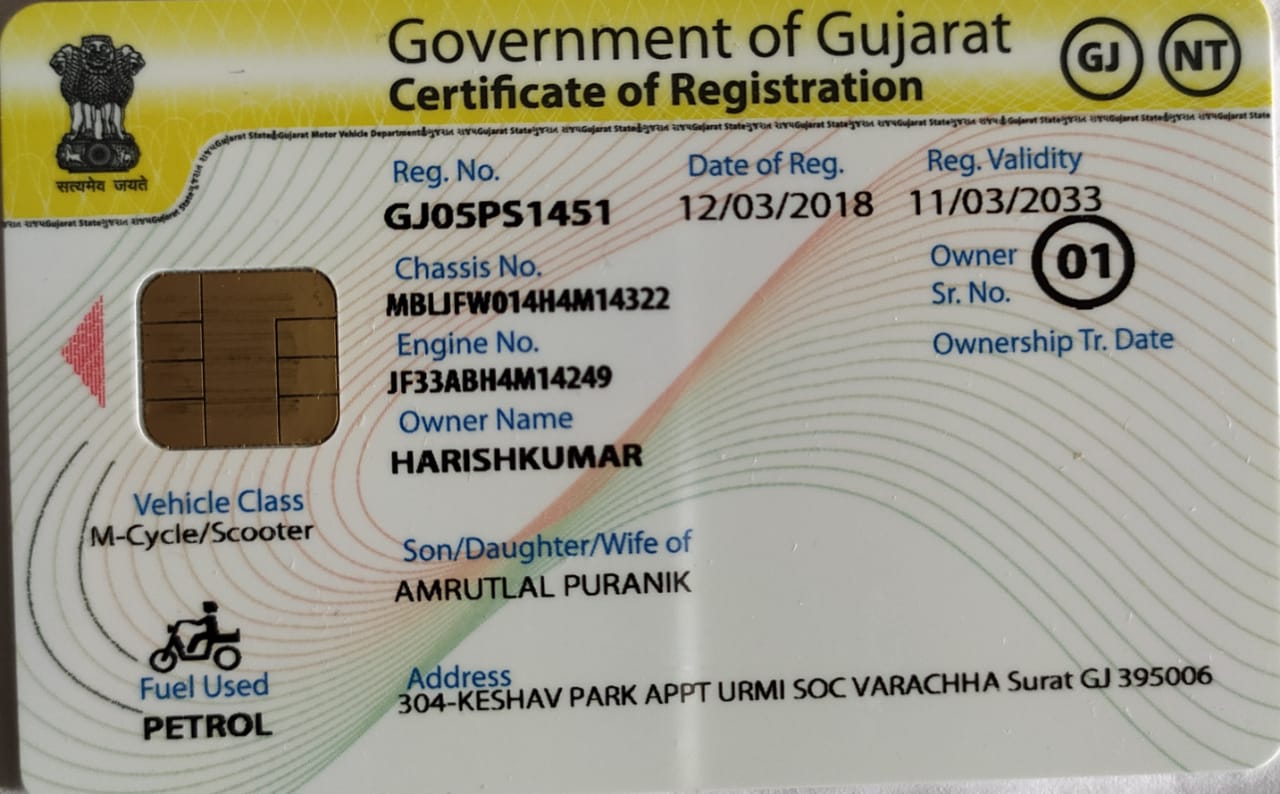 Government of Gujarat
Certificate of Registration
GJ NT
सत्यमेव जयते
Reg. No. Date of Reg. Reg. Validity
GJ05PS1451 12/03/2018 11/03/2033
Chassis No. Owner Sr. No. 01
MBLJFW014H4M14322
Engine No. Ownership Tr. Date
JF33ABH4M14249
Owner Name
HARISHKUMAR
Vehicle Class
M-Cycle/Scooter
Son/Daughter/Wife of
AMRUTLAL PURANIK
Fuel Used
PETROL
Address
304-KESHAV PARK APPT URMI SOC VARACHHA Surat GJ 395006